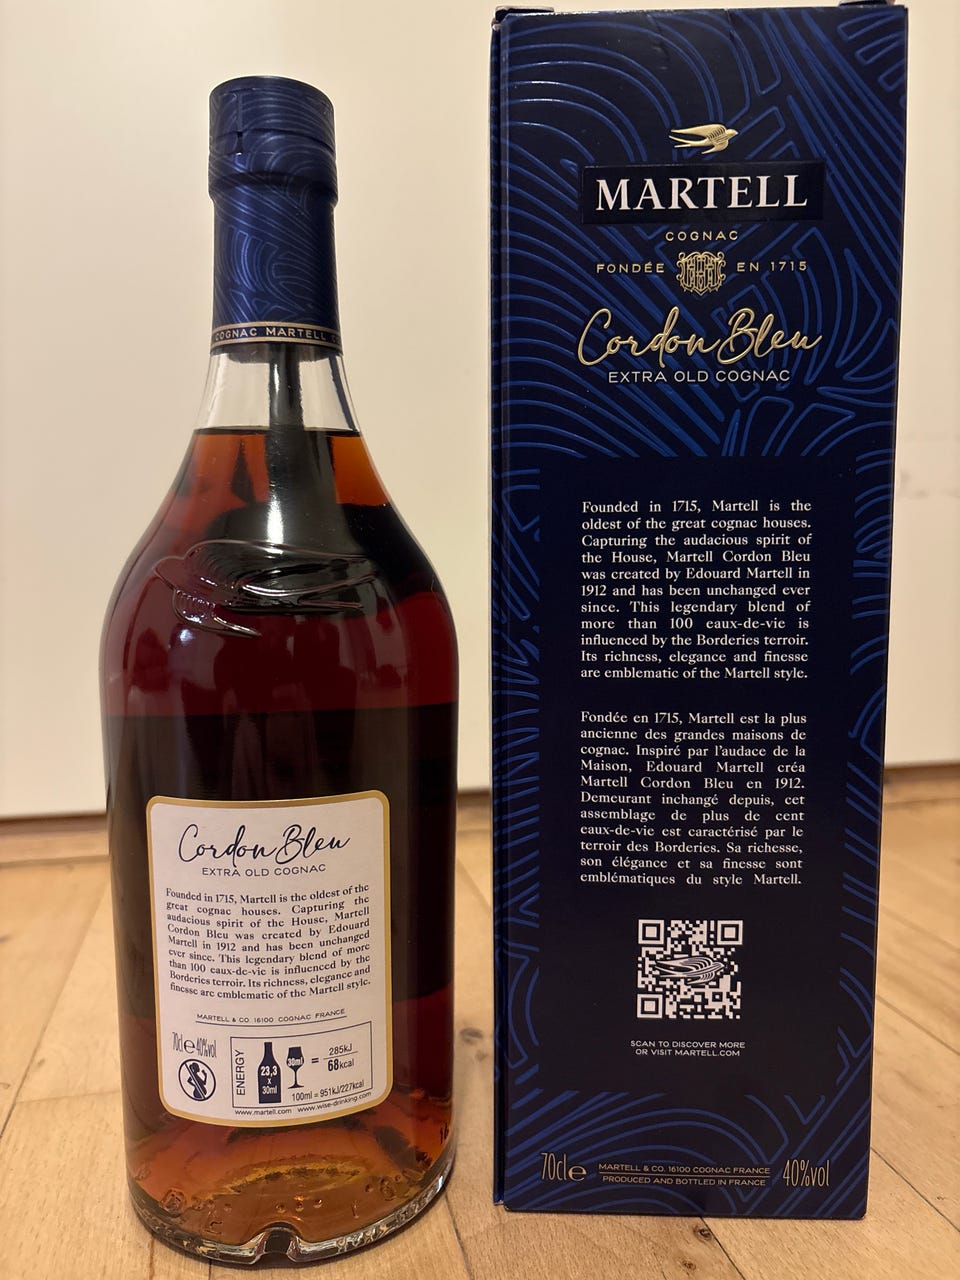 COGNAC MARTELL C
Cordon Bleu
EXTRA OLD COGNAC
Founded in 1715, Martell is the oldest of the
great cognac houses. Capturing the
audacious spirit of the House, Martell
Cordon Bleu was created by Edouard
Martell in 1912 and has been unchanged
ever since. This legendary blend of more
than 100 eaux-de-vie is influenced by the
Borderies terroir. Its richness, elegance and
finesse are emblematic of the Martell style.
MARTELL & CO. 16100 COGNAC FRANCE
70cl e 40%vol
ENERGY
23,3
x
30ml
30ml
=
285kJ
68kcal
100ml = 951kJ/227kcal
www.martell.com www.wise-drinking.com
MARTELL
COGNAC
FONDÉE EN 1715
Cordon Bleu
EXTRA OLD COGNAC
Founded in 1715, Martell is the
oldest of the great cognac houses.
Capturing the audacious spirit of
the House, Martell Cordon Bleu
was created by Edouard Martell in
1912 and has been unchanged ever
since. This legendary blend of
more than 100 eaux-de-vie is
influenced by the Borderies terroir.
Its richness, elegance and finesse
are emblematic of the Martell style.
Fondée en 1715, Martell est la plus
ancienne des grandes maisons de
cognac. Inspiré par l'audace de la
Maison, Edouard Martell créa
Martell Cordon Bleu en 1912.
Demeurant inchangé depuis, cet
assemblage de plus de cent
eaux-de-vie est caractérisé par le
terroir des Borderies. Sa richesse,
son élégance et sa finesse sont
emblématiques du style Martell.
SCAN TO DISCOVER MORE
OR VISIT MARTELL.COM
70cl e
MARTELL & CO. 16100 COGNAC FRANCE
PRODUCED AND BOTTLED IN FRANCE
40%vol